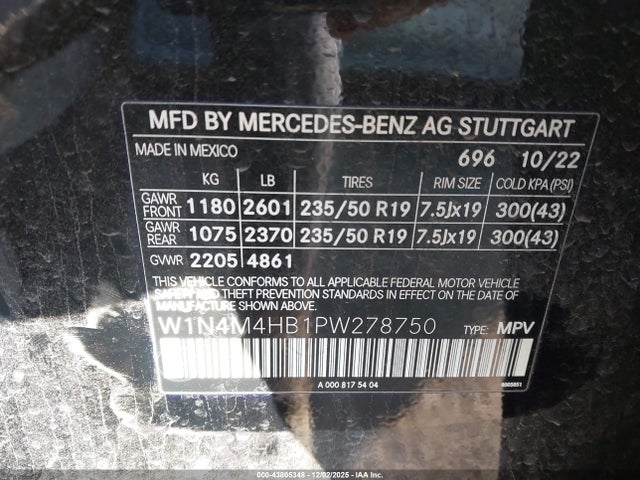 MFD BY MERCEDES-BENZ AG STUTTGART
MADE IN MEXICO 696 10/22
KG LB TIRES RIM SIZE COLD KPA(PSI)
GAWR FRONT 1180 2601 235/50 R19 7.5Jx19 300(43)
GAWR REAR 1075 2370 235/50 R19 7.5Jx19 300(43)
GVWR 2205 4861
THIS VEHICLE CONFORMS TO ALL APPLICABLE FEDERAL MOTOR VEHICLE SAFETY,
AND THEFT PREVENTION STANDARDS IN EFFECT ON THE DATE OF MANUFACTURE SHOWN ABOVE.
W1N4M4HB1PW278750 TYPE: MPV
A 000 817 54 04 8005851
000-43805348 - 12/02/2025 - IAA Inc.